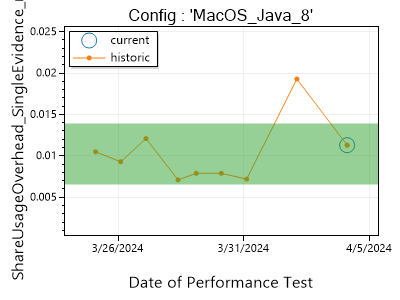 Config : 'MacOS_Java_8'
current
historic
0.025
0.02
0.015
0.01
0.005
ShareUsageOverhead_SingleEvidence_
3/26/2024
3/31/2024
4/5/2024
Date of Performance Test